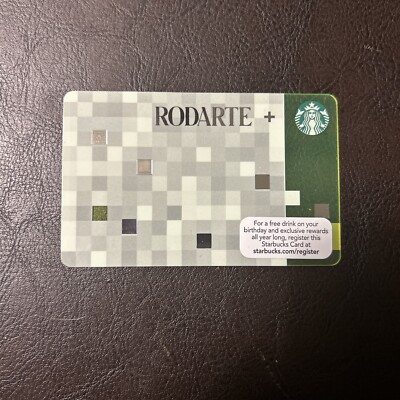 RODARTE +
For a free drink on your
birthday and exclusive rewards
all year long, register this
Starbucks Card at
starbucks.com/register